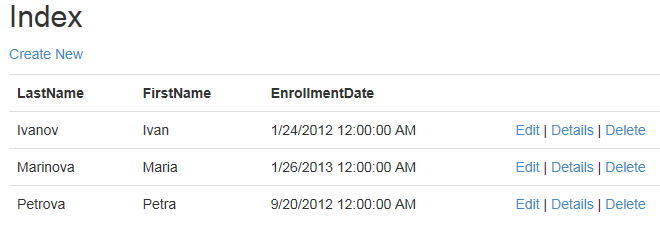 Index
Create New
LastName FirstName EnrollmentDate
Ivanov Ivan 1/24/2012 12:00:00 AM Edit | Details | Delete
Marinova Maria 1/26/2013 12:00:00 AM Edit | Details | Delete
Petrova Petra 9/20/2012 12:00:00 AM Edit | Details | Delete